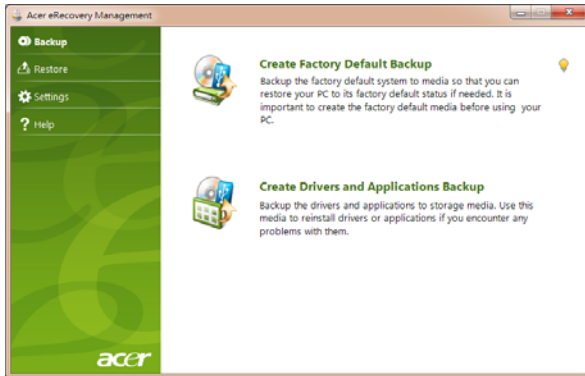 Acer eRecovery Management
Backup
Restore
Settings
Help
Create Factory Default Backup
Backup the factory default system to media so that you can
restore your PC to its factory default status if needed. It is
important to create the factory default media before using your
PC.
Create Drivers and Applications Backup
Backup the drivers and applications to storage media. Use this
media to reinstall drivers or applications if you encounter any
problems with them.
acer